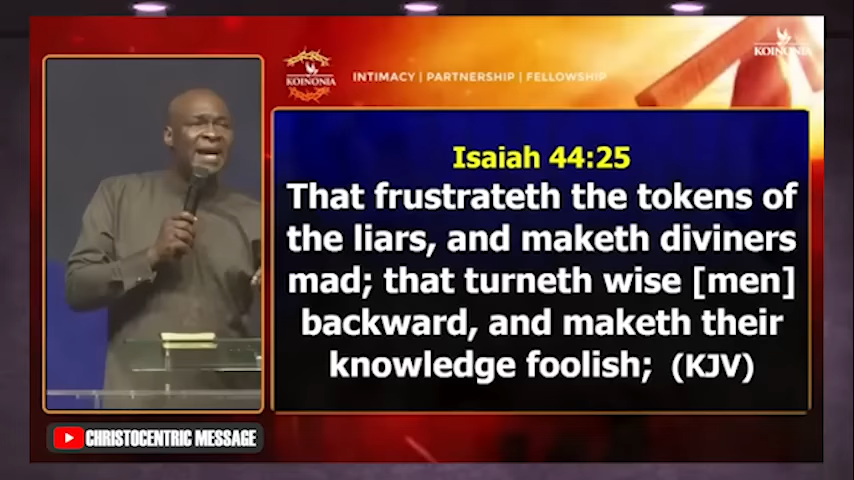 KOINONIA
KOINONIA
INTIMACY | PARTNERSHIP | FELLOWSHIP
Isaiah 44:25
That frustrateth the tokens of
the liars, and maketh diviners
mad; that turneth wise [men]
backward, and maketh their
knowledge foolish; (KJV)
CHRISTOCENTRIC MESSAGE